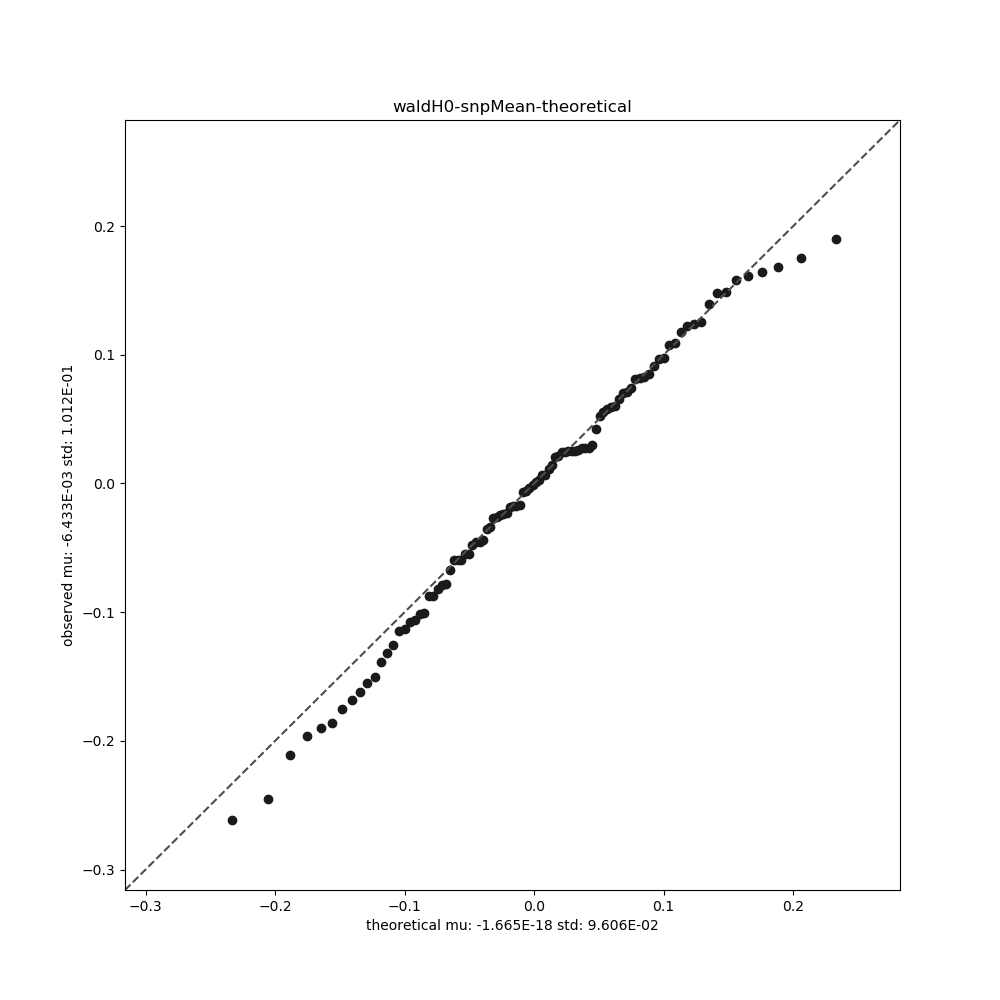 waldH0-snpMean-theoretical
observed mu: -6.433E-03 std: 1.012E-01
0.2
0.1
0.0
−0.1
−0.2
−0.3
−0.3 −0.2 −0.1 0.0 0.1 0.2
theoretical mu: -1.665E-18 std: 9.606E-02